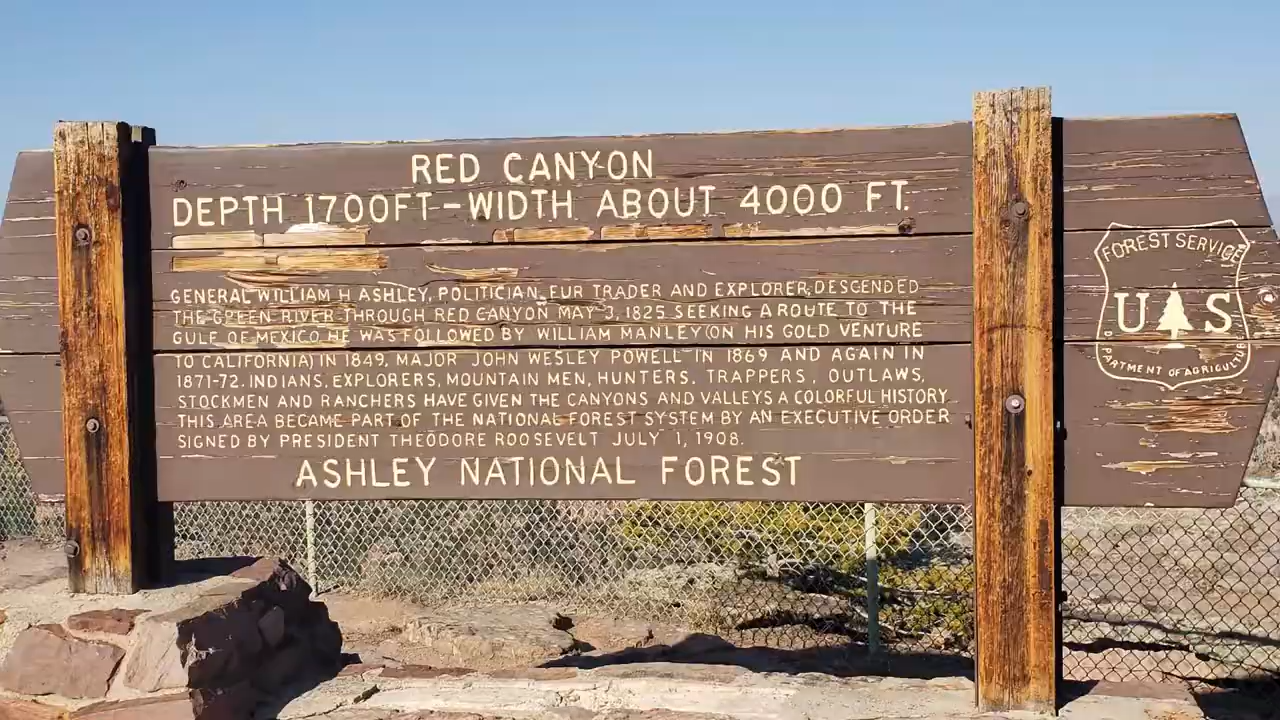 RED CANYON
DEPTH 1700FT-WIDTH ABOUT 4000 FT.
GENERAL WILLIAM H ASHLEY, POLITICIAN, FUR TRADER AND EXPLORER, DESCENDED
THE GREEN RIVER THROUGH RED CANYON MAY 3, 1825 SEEKING A ROUTE TO THE
GULF OF MEXICO. HE WAS FOLLOWED BY WILLIAM MANLEY (ON HIS GOLD VENTURE
TO CALIFORNIA) IN 1849, MAJOR JOHN WESLEY POWELL IN 1869 AND AGAIN IN
1871-72. INDIANS, EXPLORERS, MOUNTAIN MEN, HUNTERS, TRAPPERS, OUTLAWS,
STOCKMEN AND RANCHERS HAVE GIVEN THE CANYONS AND VALLEYS A COLORFUL HISTORY
THIS AREA BECAME PART OF THE NATIONAL FOREST SYSTEM BY AN EXECUTIVE ORDER
SIGNED BY PRESIDENT THEODORE ROOSEVELT JULY 1, 1908.
ASHLEY NATIONAL FOREST
FOREST SERVICE
U S
DEPARTMENT OF AGRICULTURE